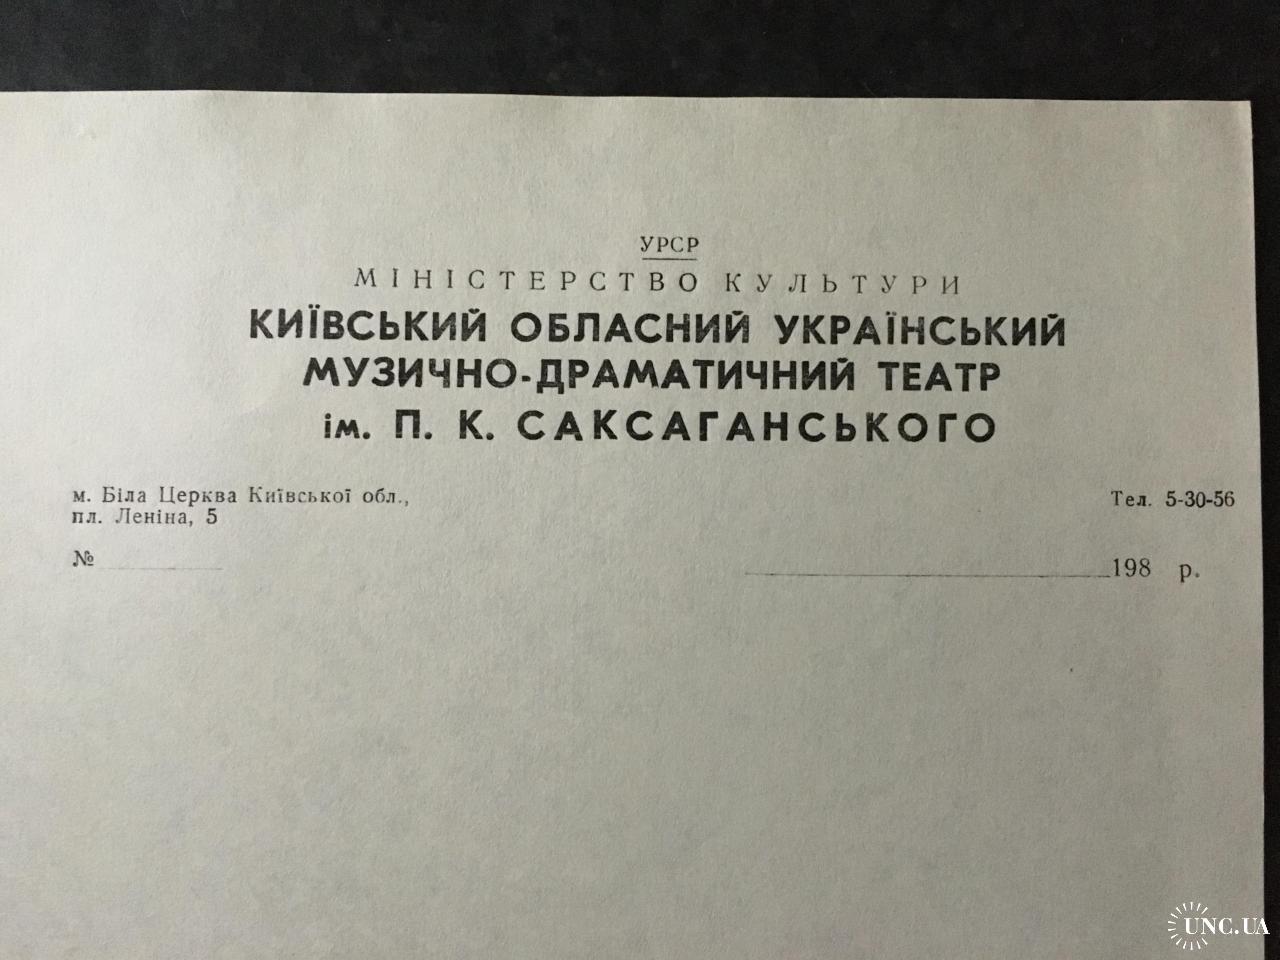 УРСР
МІНІСТЕРСТВО КУЛЬТУРИ
КИЇВСЬКИЙ ОБЛАСНИЙ УКРАЇНСЬКИЙ
МУЗИЧНО-ДРАМАТИЧНИЙ ТЕАТР
ім. П. К. САКСАГАНСЬКОГО
м. Біла Церква Київської обл.,
пл. Леніна, 5
Тел. 5-30-56
№
198 р.
UNC.UA